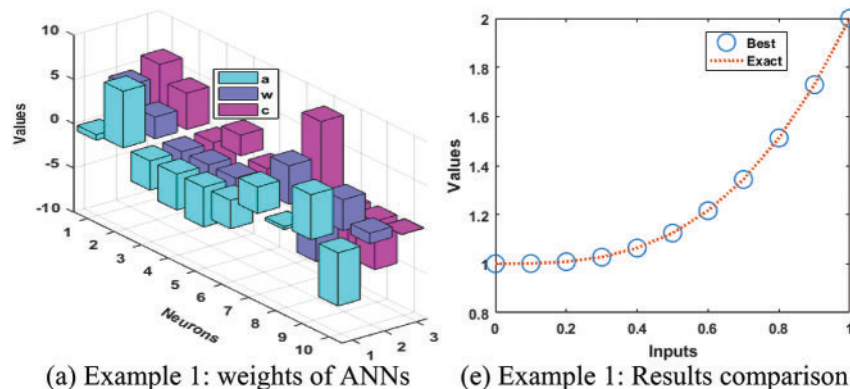 10
5
0
-5
-10
Values
1
2
3
4
5
6
7
8
9
10
Neurons
1
2
3
a
w
c
(a) Example 1: weights of ANNs
2
1.8
1.6
1.4
1.2
1
0.8
Values
0
0.2
0.4
0.6
0.8
1
Inputs
Best
Exact
(e) Example 1: Results comparison